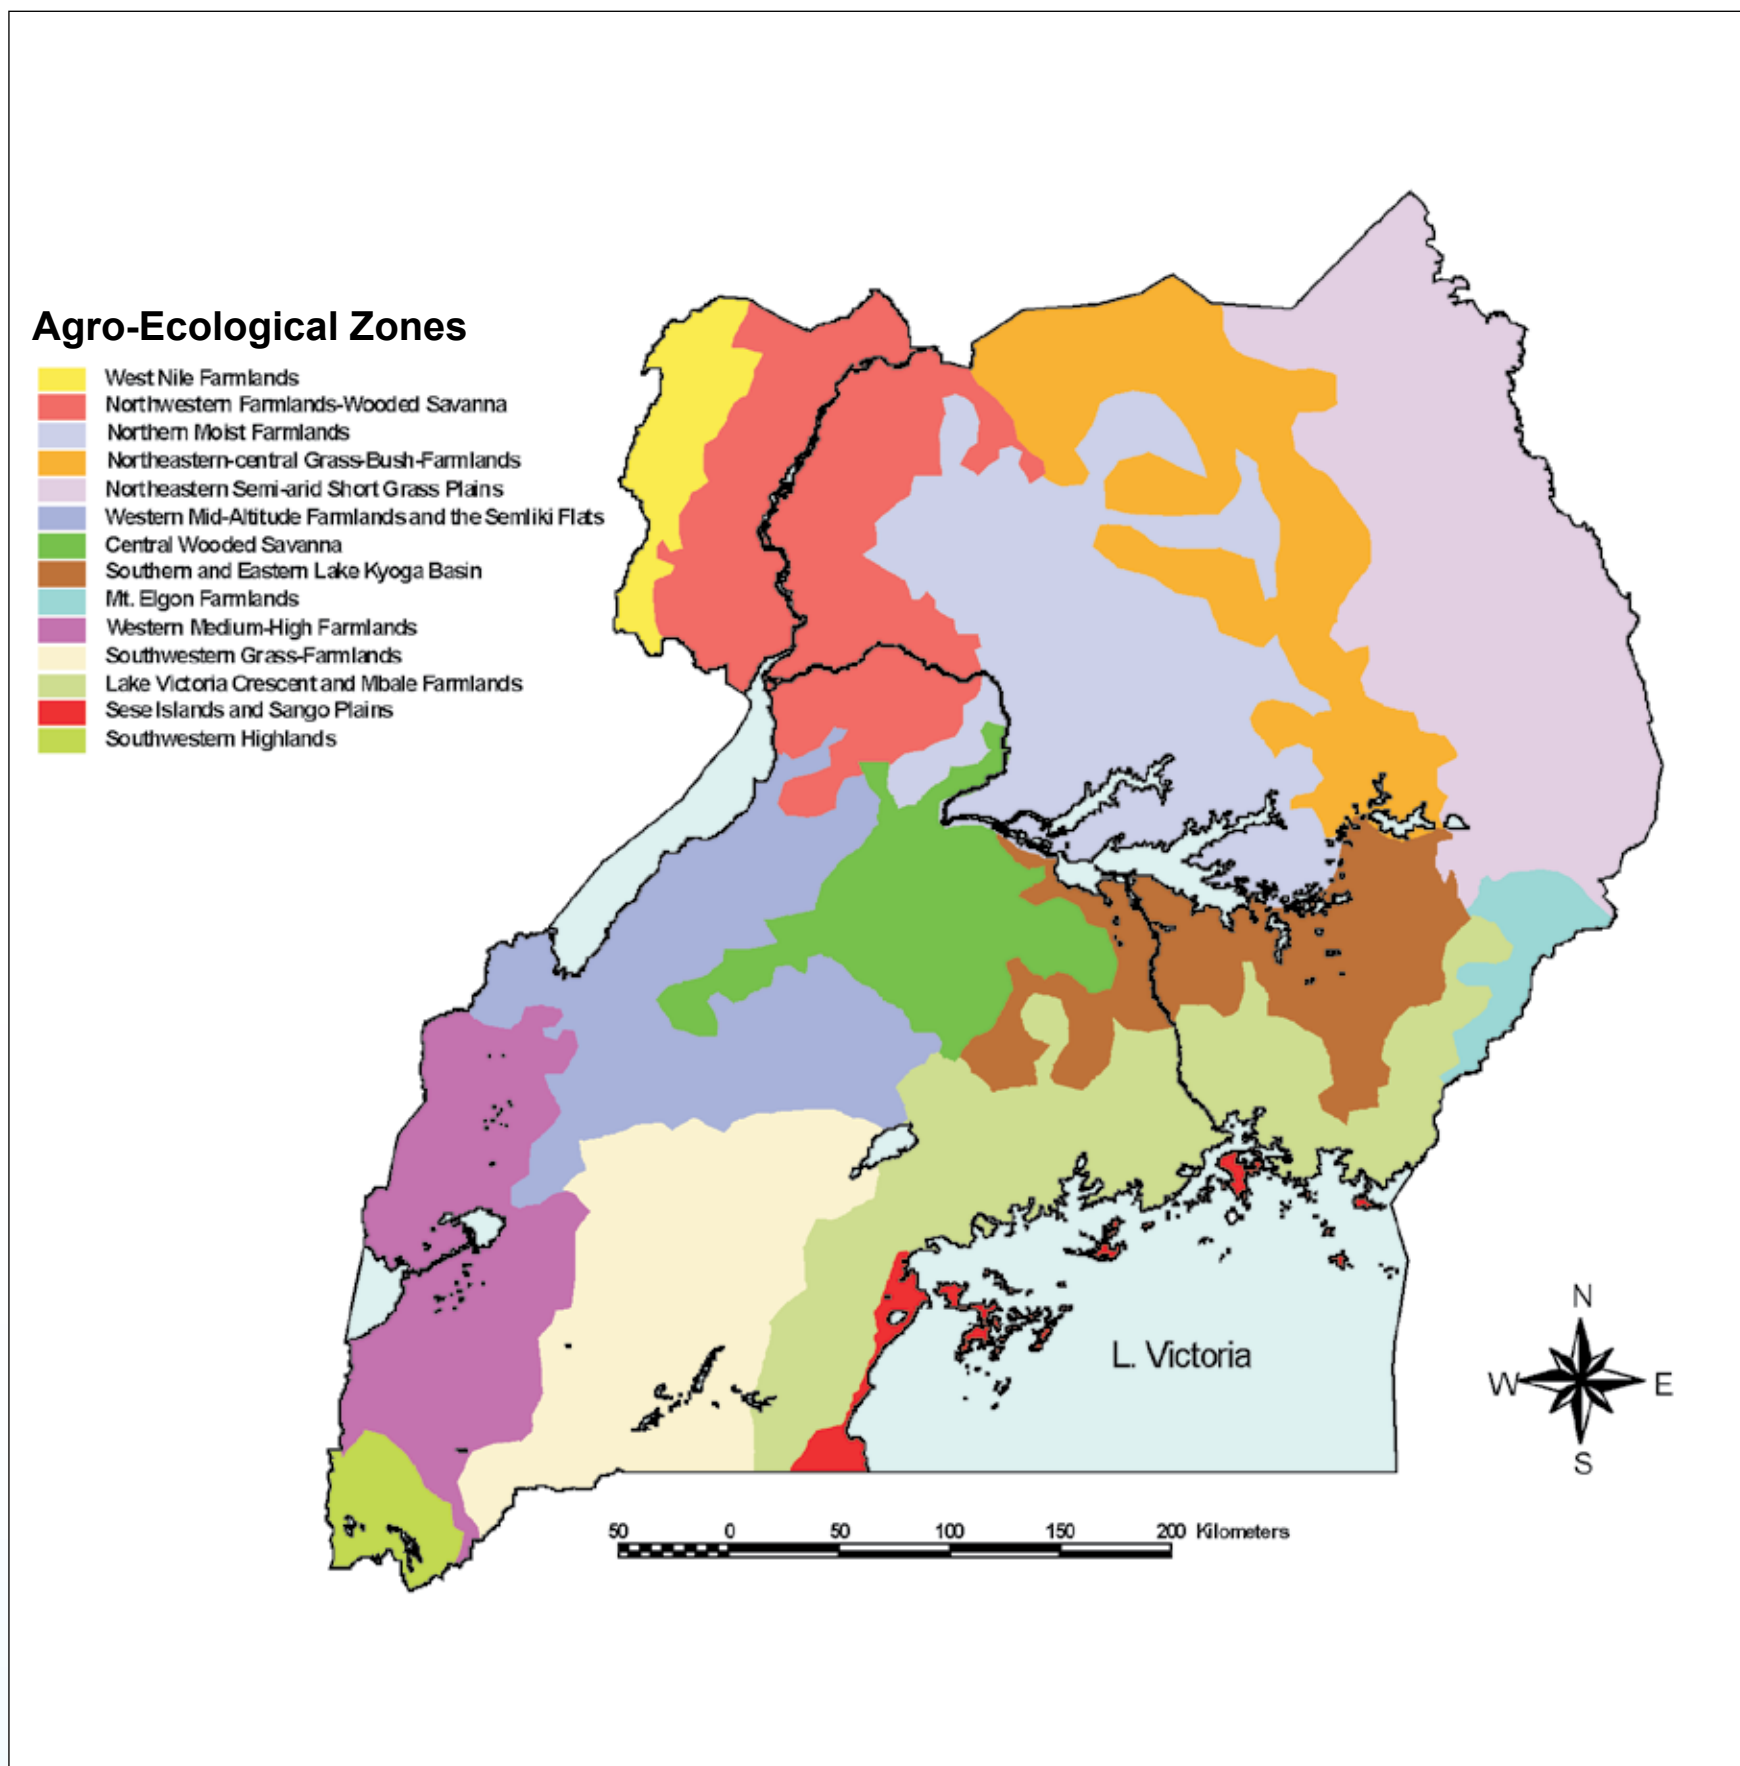 Agro-Ecological Zones
West Nile Farmlands
Northwestern Farmlands-Wooded Savanna
Northern Moist Farmlands
Northeastern-central Grass-Bush-Farmlands
Northeastern Semi-arid Short Grass Plains
Western Mid-Altitude Farmlands and the Semliki Flats
Central Wooded Savanna
Southern and Eastern Lake Kyoga Basin
Mt. Elgon Farmlands
Western Medium-High Farmlands
Southwestern Grass-Farmlands
Lake Victoria Crescent and Mbale Farmlands
Sese Islands and Sango Plains
Southwestern Highlands
L. Victoria
N
W E
S
50 0 50 100 150 200 Kilometers